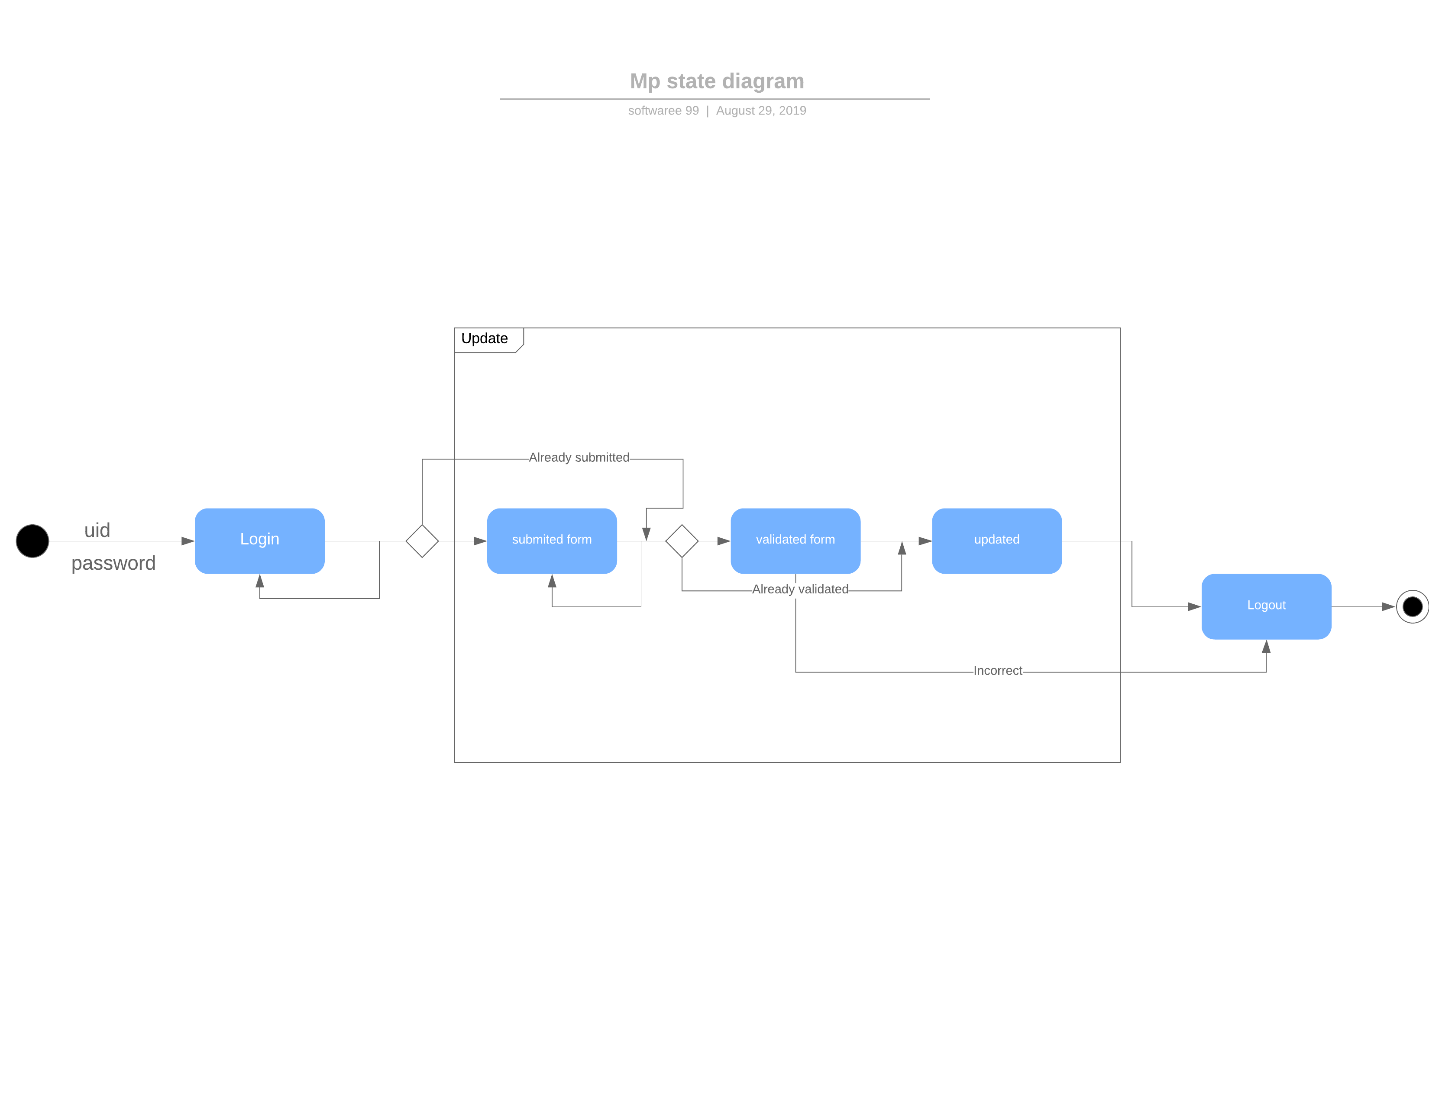 Mp state diagram
softwaree 99 | August 29, 2019
Update
Already submitted
uid
password
Login
submited form
validated form
updated
Already validated
Logout
Incorrect